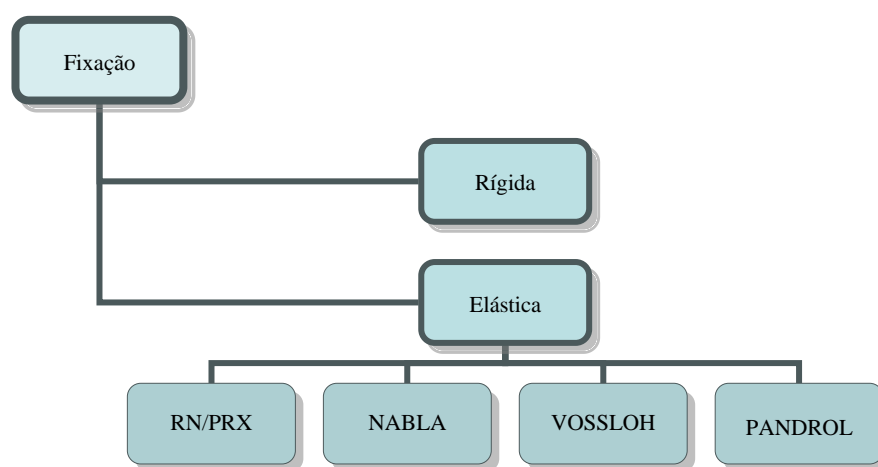 Fixação
Rígida
Elástica
RN/PRX
NABLA
VOSSLOH
PANDROL